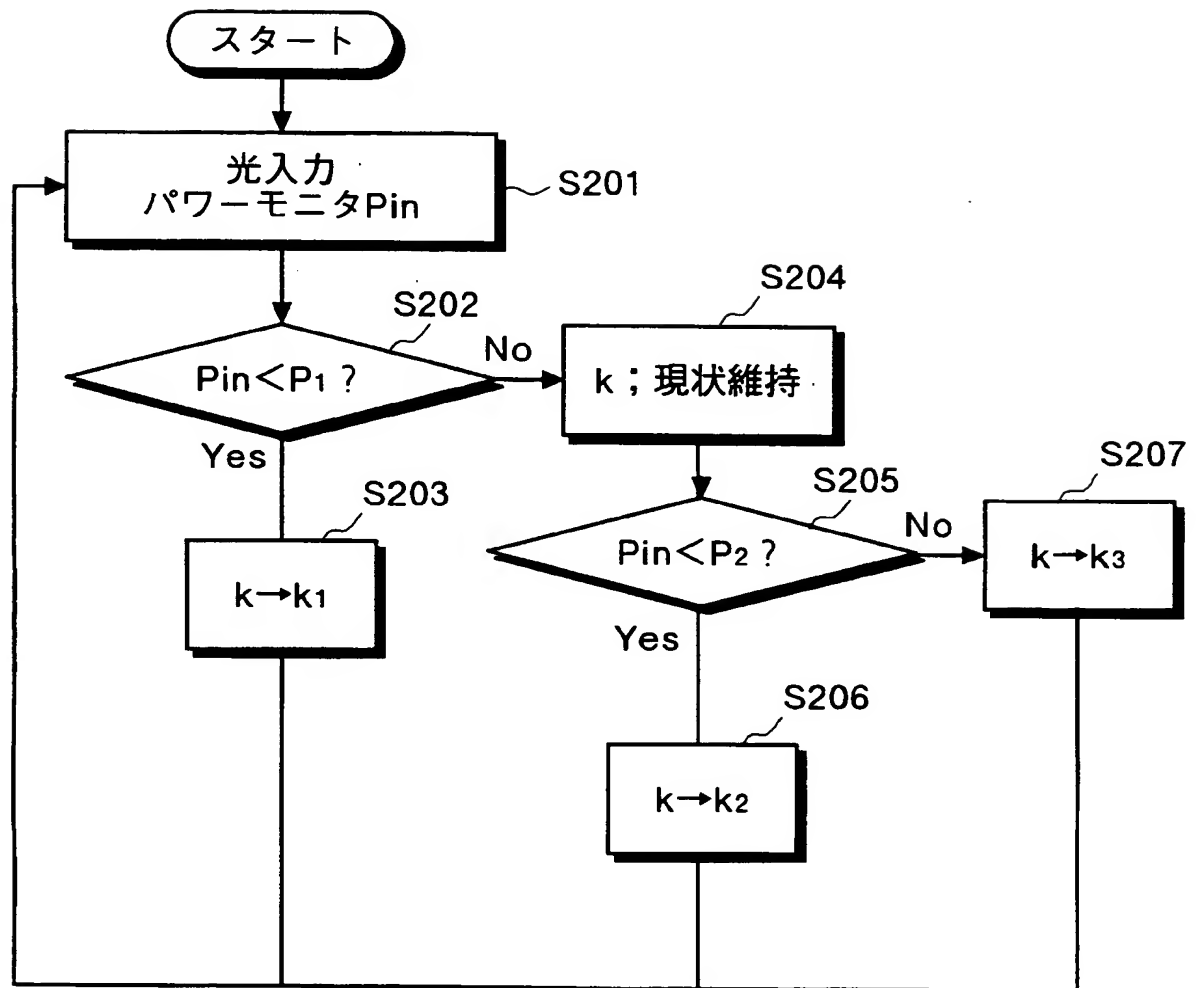 スタート
光入力
パワーモニタPin
S201
S202
Pin<P1?
No
Yes
S204
k;現状維持
S203
k→k1
S205
Pin<P2?
No
Yes
S207
k→k3
S206
k→k2